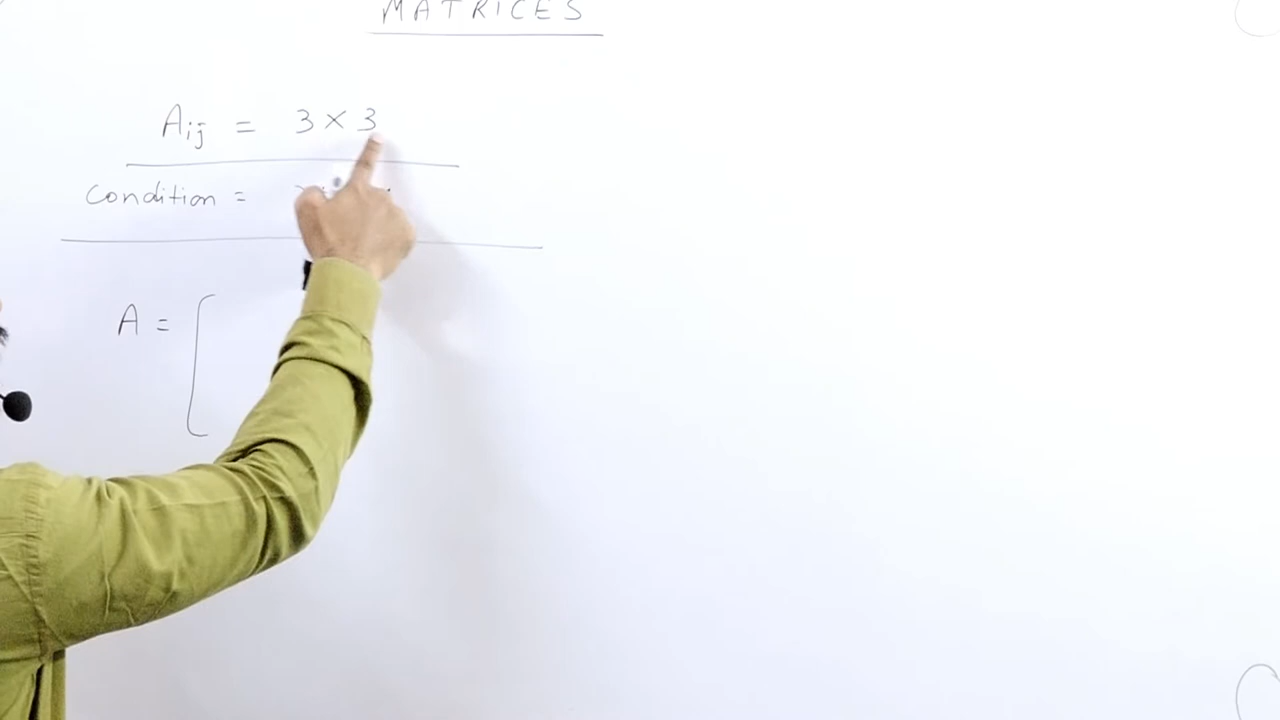 MATRICES
Aij = 3 × 3
Condition =
A = [